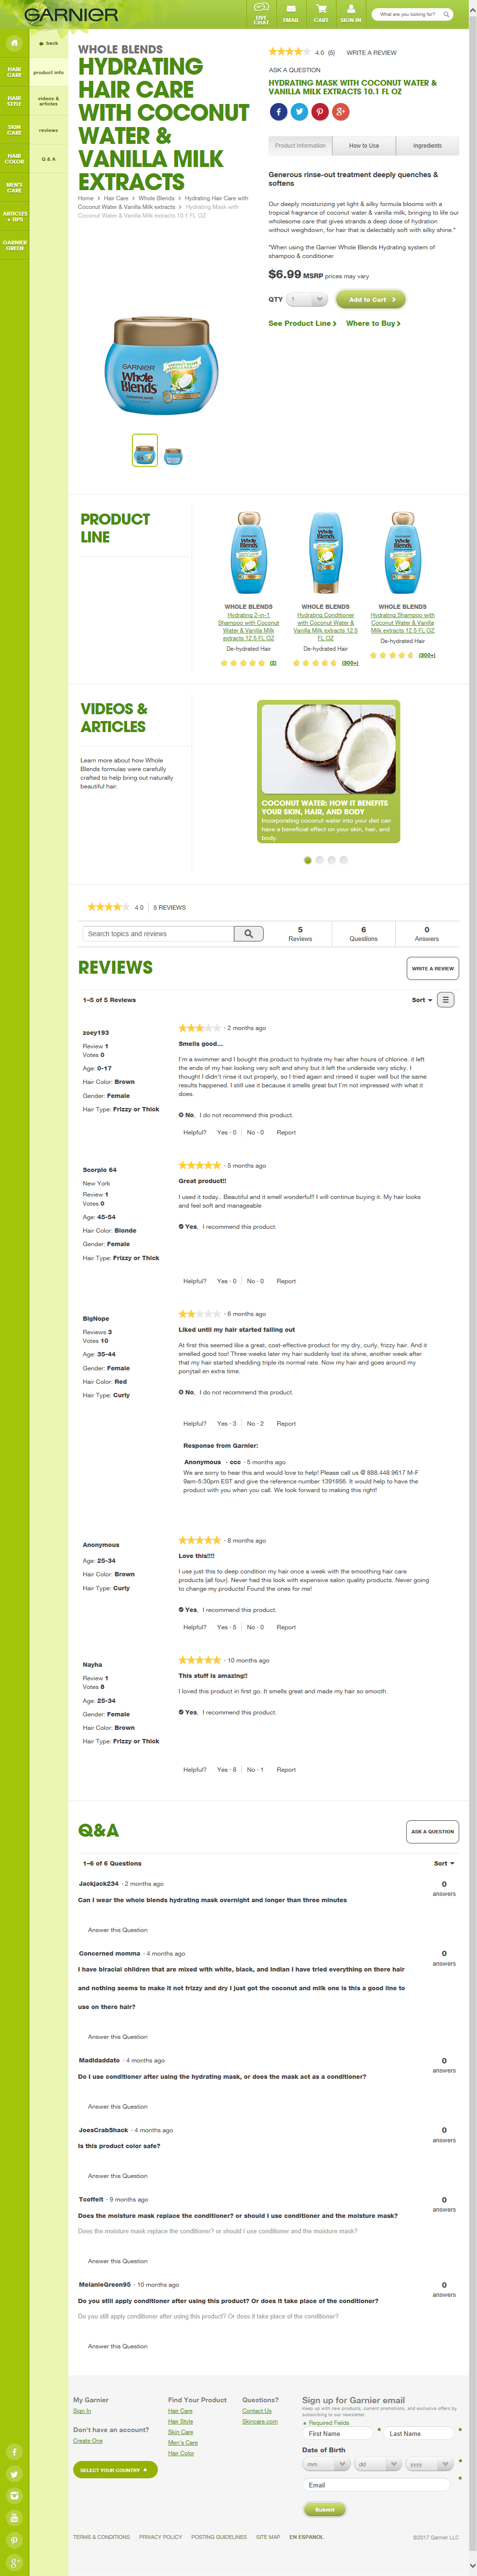 GARNIER
LIVE CHAT
EMAIL
CART
SIGN IN
What are you looking for?
HAIR CARE
HAIR STYLE
SKIN CARE
HAIR COLOR
MEN'S CARE
ARTICLES + TIPS
GARNIER GREEN
back
product info
videos & articles
reviews
Q & A
WHOLE BLENDS
HYDRATING
HAIR CARE
WITH COCONUT
WATER &
VANILLA MILK
EXTRACTS
Home > Hair Care > Whole Blends > Hydrating Hair Care with
Coconut Water & Vanilla Milk extracts > Hydrating Mask with
Coconut Water & Vanilla Milk extracts 10.1 FL OZ
4.0 (5) WRITE A REVIEW
ASK A QUESTION
HYDRATING MASK WITH COCONUT WATER &
VANILLA MILK EXTRACTS 10.1 FL OZ
Product Information
How to Use
Ingredients
Generous rinse-out treatment deeply quenches &
softens
Our deeply moisturizing yet light & silky formula blooms with a
tropical fragrance of coconut water & vanilla milk, bringing to life our
wholesome care that gives strands a deep dose of hydration
without weighdown, for hair that is delectably soft with silky shine.*
*When using the Garnier Whole Blends Hydrating system of
shampoo & conditioner
$6.99 MSRP prices may vary
QTY 1
Add to Cart
See Product Line
Where to Buy
GARNIER
Whole
Blends
PRODUCT
LINE
WHOLE BLENDS
Hydrating 2-in-1
Shampoo with Coconut
Water & Vanilla Milk
extracts 12.5 FL OZ
De-hydrated Hair
(2)
WHOLE BLENDS
Hydrating Conditioner
with Coconut Water &
Vanilla Milk extracts 12.5
FL OZ
De-hydrated Hair
(300+)
WHOLE BLENDS
Hydrating Shampoo with
Coconut Water & Vanilla
Milk extracts 12.5 FL OZ
De-hydrated Hair
(300+)
VIDEOS &
ARTICLES
Learn more about how Whole
Blends formulas were carefully
crafted to help bring out naturally
beautiful hair.
COCONUT WATER: HOW IT BENEFITS
YOUR SKIN, HAIR, AND BODY
Incorporating coconut water into your diet can
have a beneficial effect on your skin, hair, and
body.
4.0 5 REVIEWS
Search topics and reviews
5
Reviews
6
Questions
0
Answers
REVIEWS
WRITE A REVIEW
1–5 of 5 Reviews
Sort
zoey193
Review 1
Votes 0
Age: 0-17
Hair Color: Brown
Gender: Female
Hair Type: Frizzy or Thick
· 2 months ago
Smells good...
I'm a swimmer and I bought this product to hydrate my hair after hours of chlorine. it left
the ends of my hair looking very soft and shiny but it left the underside very sticky. I
thought I didn't rinse it out properly, so I tried again and rinsed it super well but the same
results happened. I still use it because it smells great but I'm not impressed with what it
does.
No, I do not recommend this product.
Helpful? Yes · 0 No · 0 Report
Scorpio 64
New York
Review 1
Votes 0
Age: 45-54
Hair Color: Blonde
Gender: Female
Hair Type: Frizzy or Thick
· 5 months ago
Great product!!
I used it today.. Beautiful and it smell wonderful!! I will continue buying it. My hair looks
and feel soft and manageable
Yes, I recommend this product.
Helpful? Yes · 0 No · 0 Report
BigNope
Reviews 3
Votes 10
Age: 35-44
Gender: Female
Hair Color: Red
Hair Type: Curly
· 6 months ago
Liked until my hair started falling out
At first this seemed like a great, cost-effective product for my dry, curly, frizzy hair. And it
smelled good too! Three weeks later my hair suddenly lost its shine, another week after
that my hair started shedding triple its normal rate. Now my hair and goes around my
ponytail en extra time.
No, I do not recommend this product.
Helpful? Yes · 3 No · 2 Report
Response from Garnier:
Anonymous - ccc · 5 months ago
We are sorry to hear this and would love to help! Please call us @ 888.448.9617 M-F
9am-5:30pm EST and give the reference number 1391856. It would help to have the
product with you when you call. We look forward to making this right!
Anonymous
Age: 25-34
Hair Color: Brown
Hair Type: Curly
· 8 months ago
Love this!!!!
I use just this to deep condition my hair once a week with the smoothing hair care
products (all four). Never has this look with expensive salon quality products. Never going
to change my products! Found the ones for me!
Yes, I recommend this product.
Helpful? Yes · 5 No · 0 Report
Nayha
Review 1
Votes 8
Age: 25-34
Gender: Female
Hair Color: Brown
Hair Type: Frizzy or Thick
· 10 months ago
This stuff is amazing!!
I loved this product in first go. It smells great and made my hair so smooth.
Yes, I recommend this product.
Helpful? Yes · 8 No · 1 Report
Q&A
ASK A QUESTION
1–6 of 6 Questions
Sort
Jackjack234 · 2 months ago
Can I wear the whole blends hydrating mask overnight and longer than three minutes
0
answers
Answer this Question
Concerned momma · 4 months ago
I have biracial children that are mixed with white, black, and Indian I have tried everything on there hair
and nothing seems to make it not frizzy and dry I just got the coconut and milk one is this a good line to
use on there hair?
0
answers
Answer this Question
Madidaddato · 4 months ago
Do I use conditioner after using the hydrating mask, or does the mask act as a conditioner?
0
answers
Answer this Question
JoesCrabShack · 4 months ago
Is this product color safe?
0
answers
Answer this Question
Tcoffelt · 9 months ago
Does the moisture mask replace the conditioner? or should I use conditioner and the moisture mask?
Does the moisture mask replace the conditioner? or should I use conditioner and the moisture mask?
0
answers
Answer this Question
MelanieGreen95 · 10 months ago
Do you still apply conditioner after using this product? Or does it take place of the conditioner?
Do you still apply conditioner after using this product? Or does it take place of the conditioner?
0
answers
Answer this Question
My Garnier
Sign In
Don't have an account?
Create One
SELECT YOUR COUNTRY
Find Your Product
Hair Care
Hair Style
Skin Care
Men's Care
Hair Color
Questions?
Contact Us
Skincare.com
Sign up for Garnier email
Keep up with new products, current promotions, and exclusive offers by
subscribing to our newsletter
* Required Fields
First Name *
Last Name *
Date of Birth
mm
dd
yyyy *
Email *
Submit
TERMS & CONDITIONS PRIVACY POLICY POSTING GUIDELINES SITE MAP EN ESPANOL
©2017 Garnier LLC